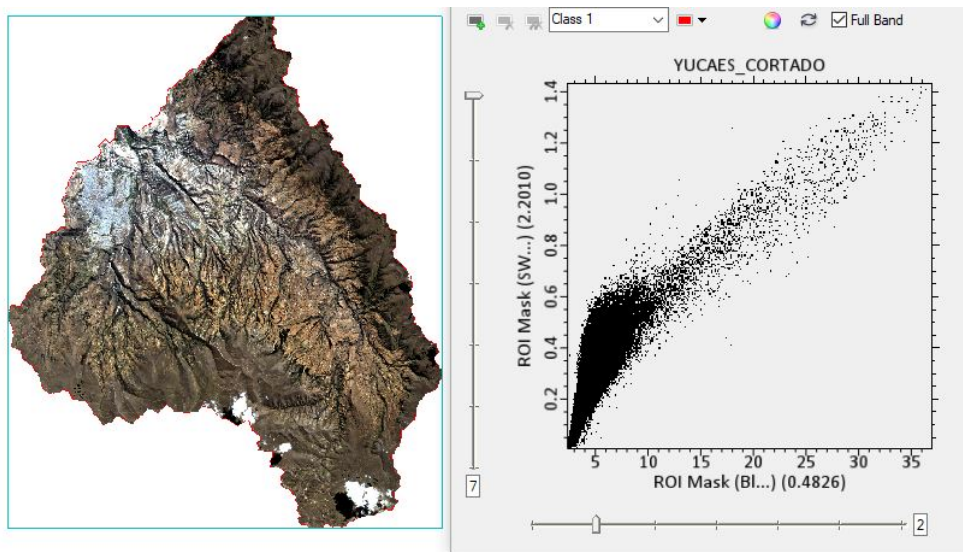 Class 1
Full Band
YUCAES_CORTADO
ROI Mask (SW...) (2.2010)
1.4
1.2
1.0
0.8
0.6
0.4
0.2
5 10 15 20 25 30 35
ROI Mask (Bl...) (0.4826)
7
2